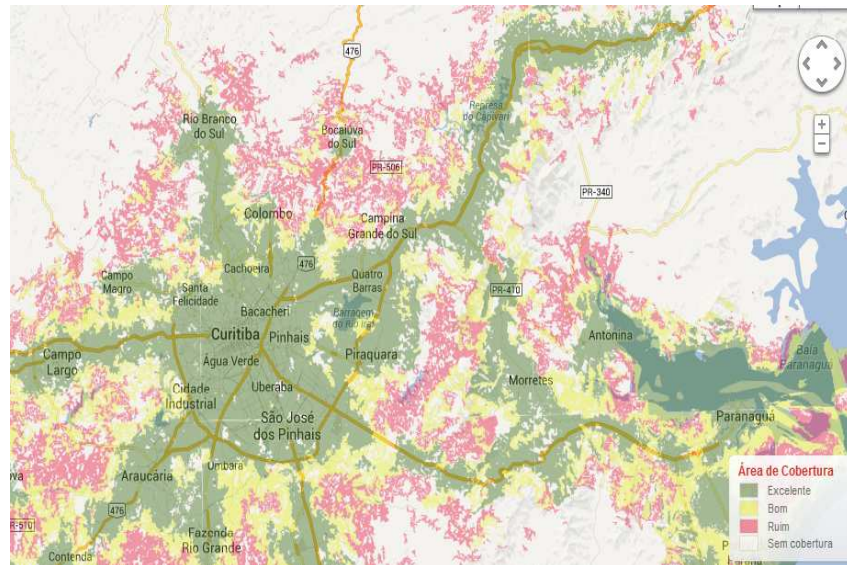 476
Represa
do Capivari
Rio Branco
do Sul
Bocaiúva
do Sul
PR-506
PR-340
Colombo
Campina
Grande do Sul
Cachoeira
476
Campo
Magro
Santa
Felicidade
Quatro
Barras
PR-410
Bacacheri
Barragem
do Rio Iraí
Curitiba
Pinhais
Antonina
Baía
Paranaguá
Campo
Largo
Água Verde
Piraquara
Morretes
Cidade
Industrial
Uberaba
São José
dos Pinhais
Paranaguá
Umbara
Araucária
476
Fazenda
Rio Grande
Contenda
Área de Cobertura
Excelente
Bom
Ruim
Sem cobertura